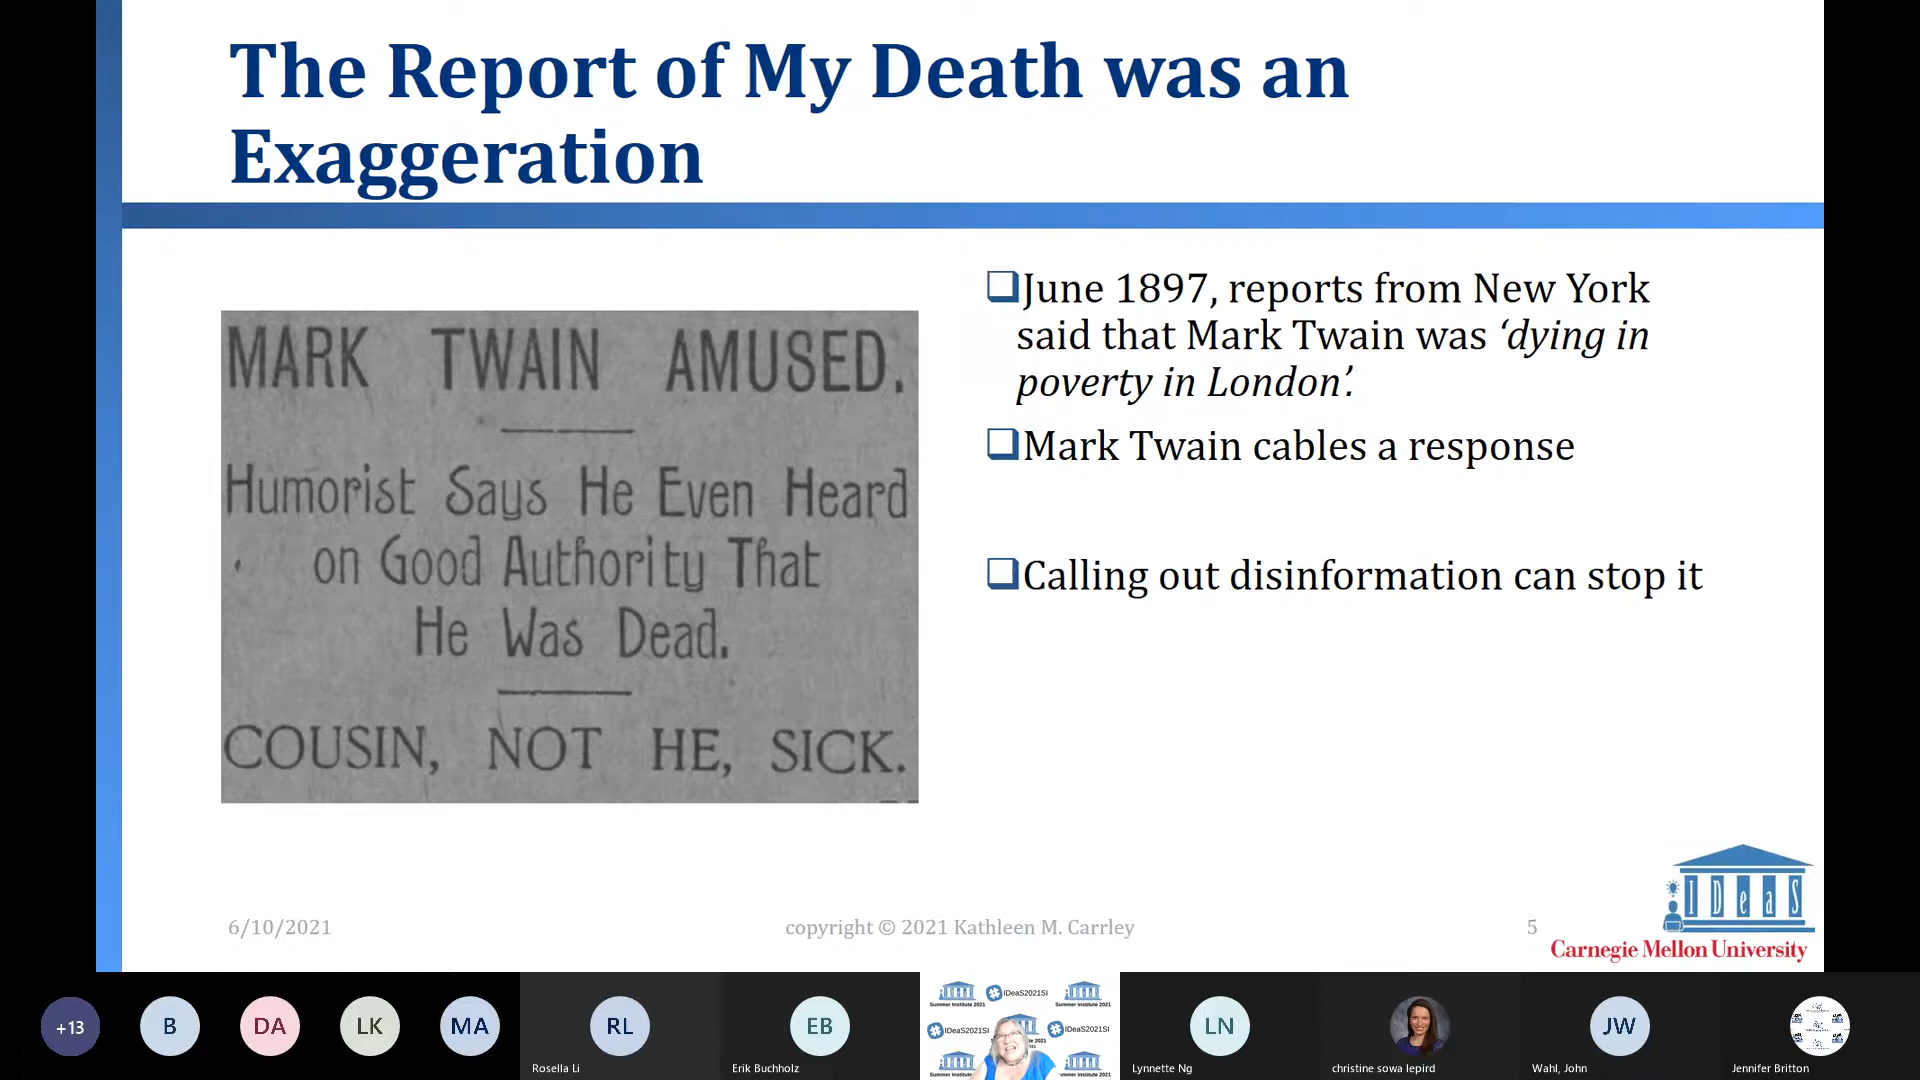 The Report of My Death was an
Exaggeration
MARK TWAIN AMUSED.
Humorist Says He Even Heard
on Good Authority That
He Was Dead.
COUSIN, NOT HE, SICK.
June 1897, reports from New York
said that Mark Twain was ‘dying in
poverty in London’.
Mark Twain cables a response
Calling out disinformation can stop it
6/10/2021
copyright © 2021 Kathleen M. Carrley
5
IDeaS
Carnegie Mellon University
+13
B
DA
LK
MA
RL
Rosella Li
EB
Erik Buchholz
Summer Institute 2021
#IDeaS2021SI
Summer Institute 2021
#IDeaS2021SI
#IDeaS2021SI
Summer Institute 2021
LN
Lynnette Ng
christine sowa lepird
JW
Wahl, John
Jennifer Britton